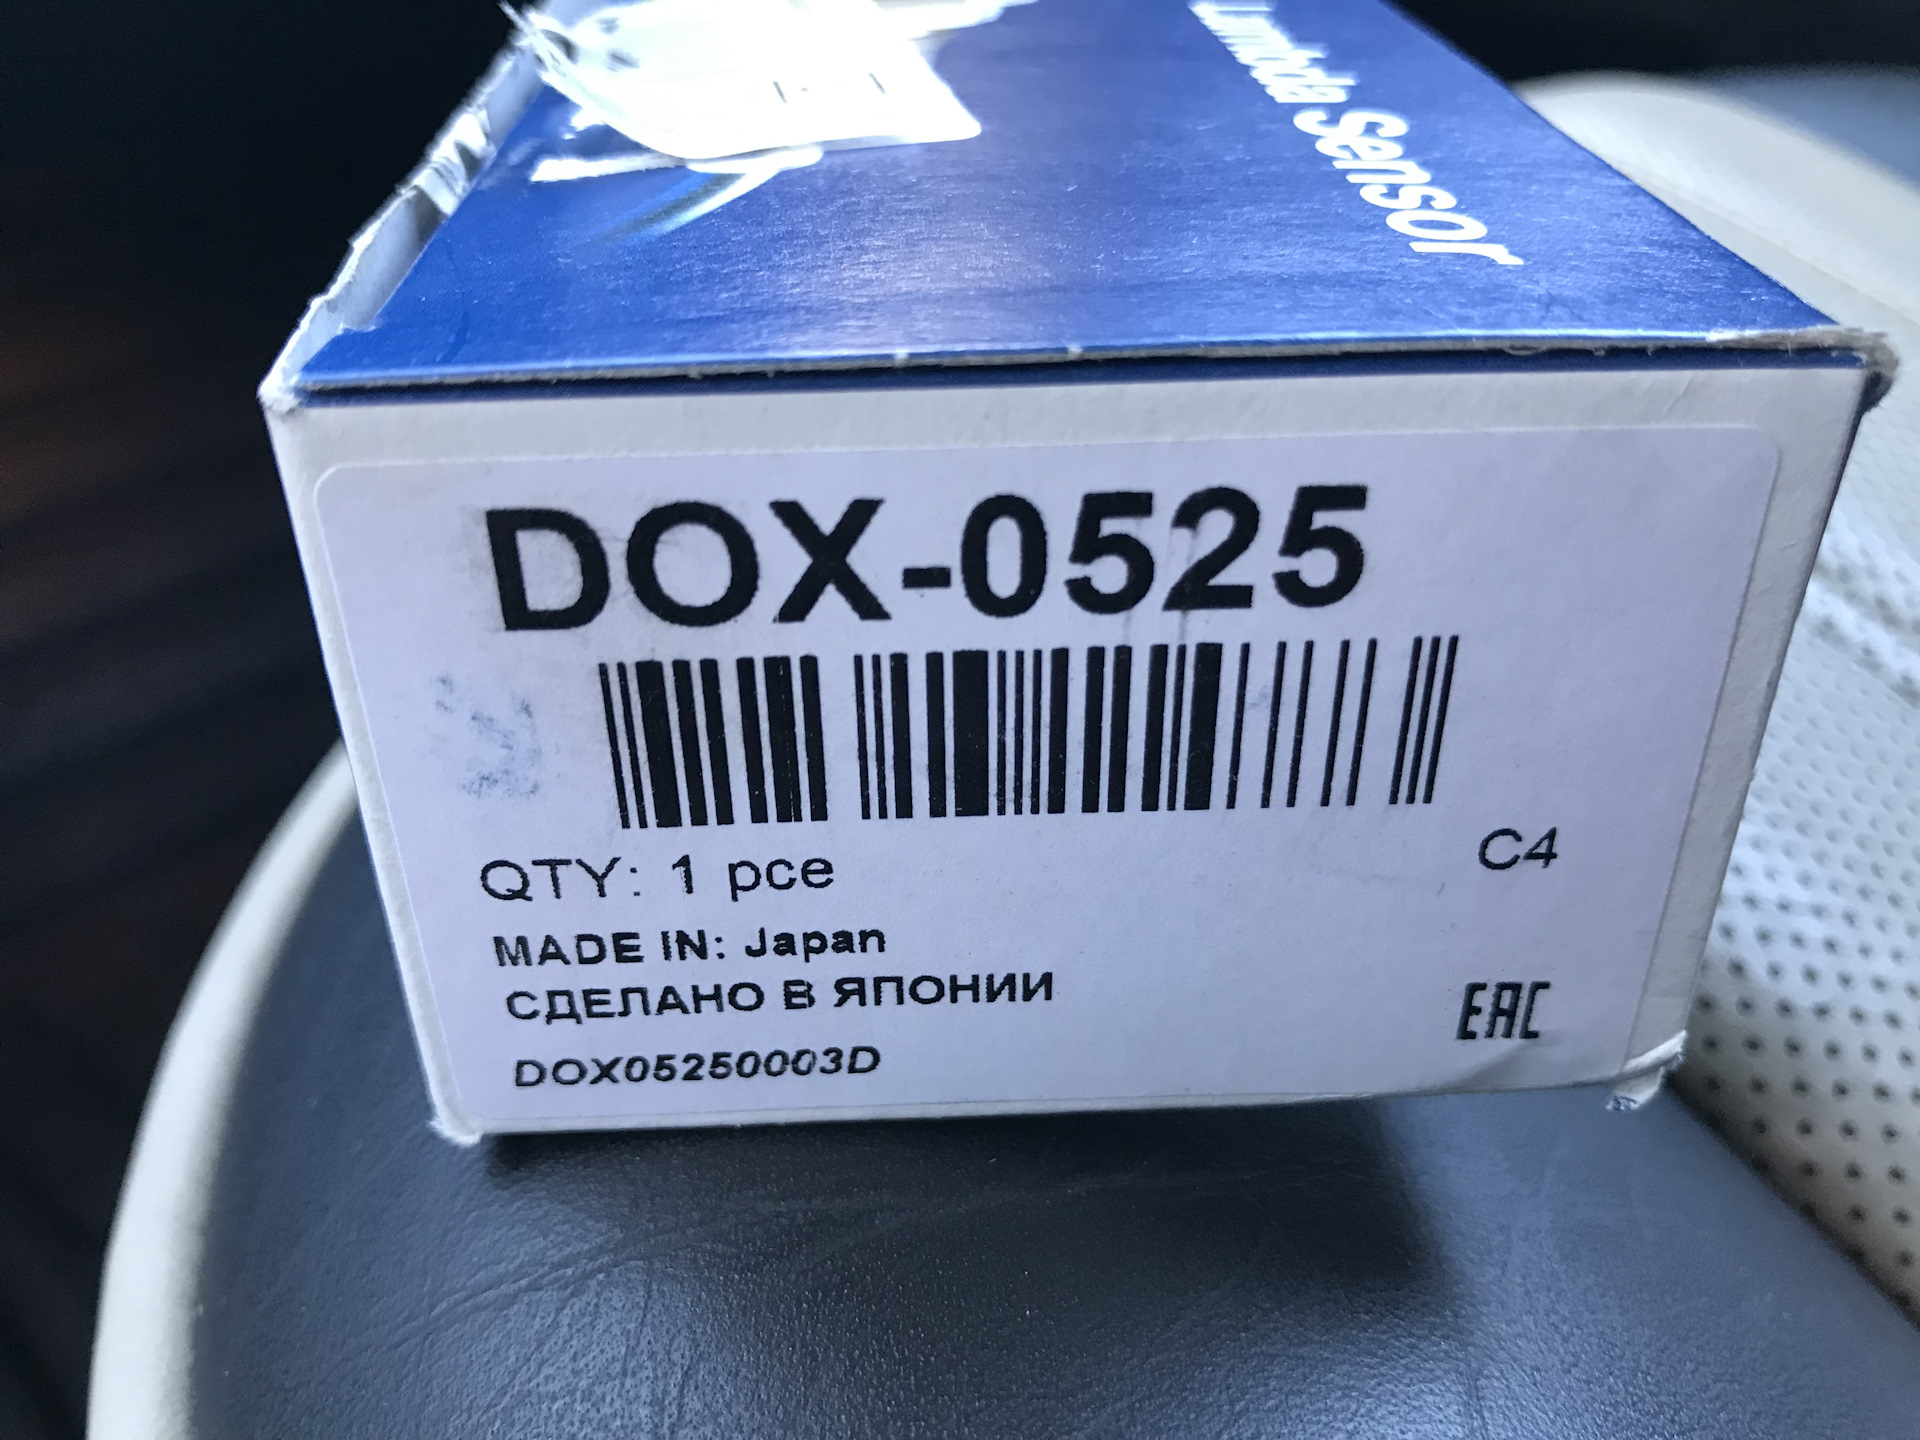 Lambda Sensor
DOX-0525
QTY: 1 pce
C4
MADE IN: Japan
СДЕЛАНО В ЯПОНИИ
EAC
DOX05250003D